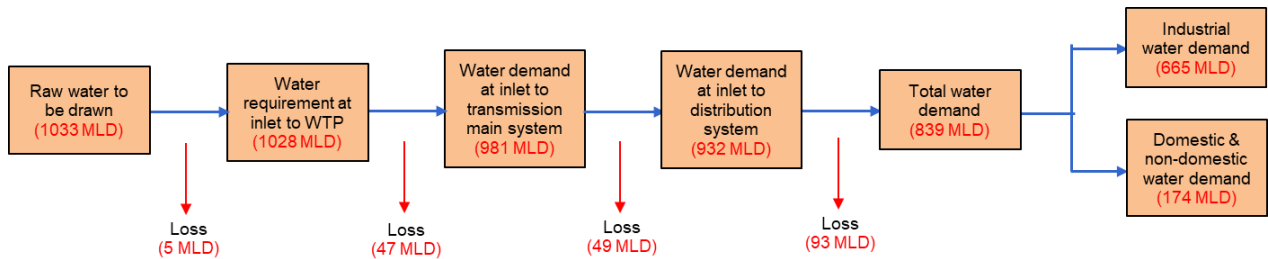 Raw water to
be drawn
(1033 MLD)
Water
requirement at
inlet to WTP
(1028 MLD)
Water demand
at inlet to
transmission
main system
(981 MLD)
Water demand
at inlet to
distribution
system
(932 MLD)
Total water
demand
(839 MLD)
Industrial
water demand
(665 MLD)
Domestic &
non-domestic
water demand
(174 MLD)
Loss
(5 MLD)
Loss
(47 MLD)
Loss
(49 MLD)
Loss
(93 MLD)